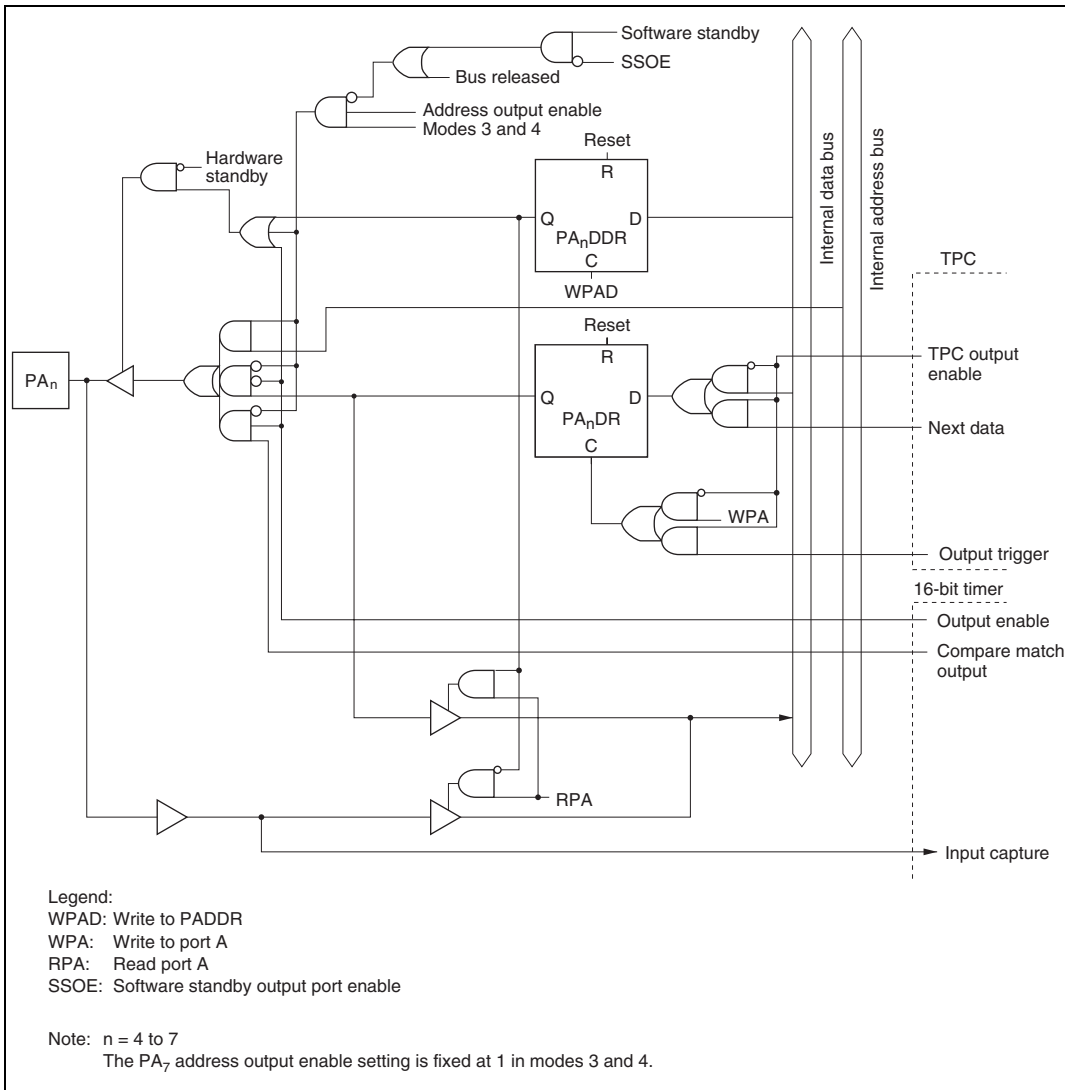 Software standby
SSOE
Bus released
Address output enable
Modes 3 and 4
Hardware
standby
Reset
R
Q
D
PAnDDR
C
WPAD
Internal data bus
Internal address bus
TPC
Reset
R
Q
D
PAnDR
C
PAn
TPC output
enable
Next data
WPA
Output trigger
16-bit timer
Output enable
Compare match
output
RPA
Input capture
Legend:
WPAD: Write to PADDR
WPA: Write to port A
RPA: Read port A
SSOE: Software standby output port enable
Note: n = 4 to 7
The PA7 address output enable setting is fixed at 1 in modes 3 and 4.